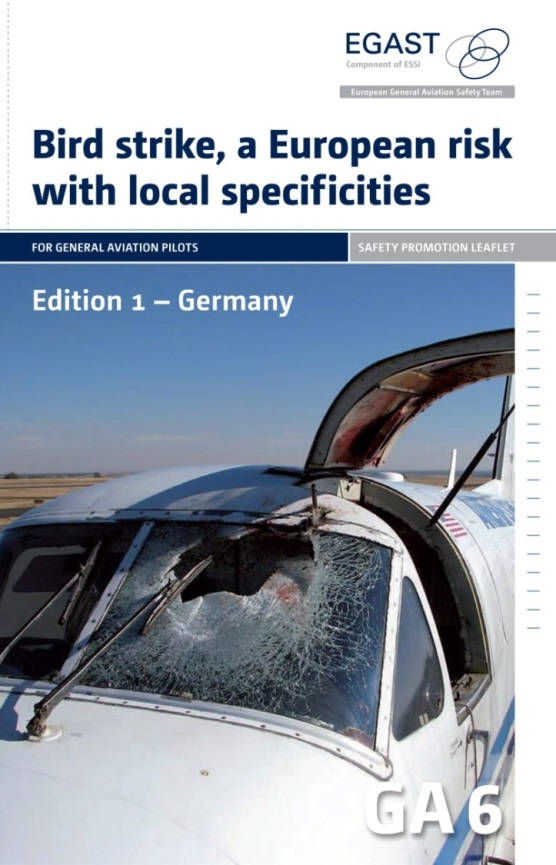 EGAST
Component of ESSI
European General Aviation Safety Team
Bird strike, a European risk
with local specificities
FOR GENERAL AVIATION PILOTS
SAFETY PROMOTION LEAFLET
Edition 1 – Germany
GA 6